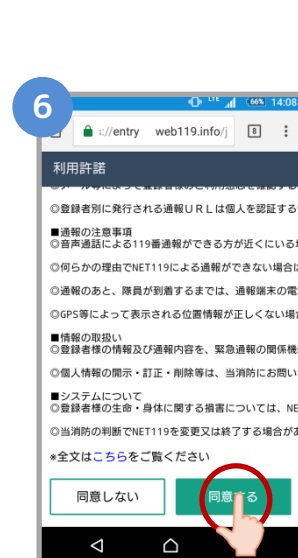 6
LTE 66% 14:08
://entry web119.info/j 8
利用許諾
◎登録者別に発行される通報ＵＲＬは個人を認証する
■通報の注意事項
◎音声通話による119番通報ができる方が近くにいる
◎何らかの理由でNET119による通報ができない場合
◎通報のあと、隊員が到着するまでは、通報端末の電
◎GPS等によって表示される位置情報が正しくない場
■情報の取扱い
◎登録者様の情報及び通報内容を、緊急通報の関係機
◎個人情報の開示・訂正・削除等は、当消防にお問い
■システムについて
◎登録者様の生命・身体に関する損害については、NE
◎当消防の判断でNET119を変更又は終了する場合が
※全文はこちらをご覧ください
同意しない 同意する